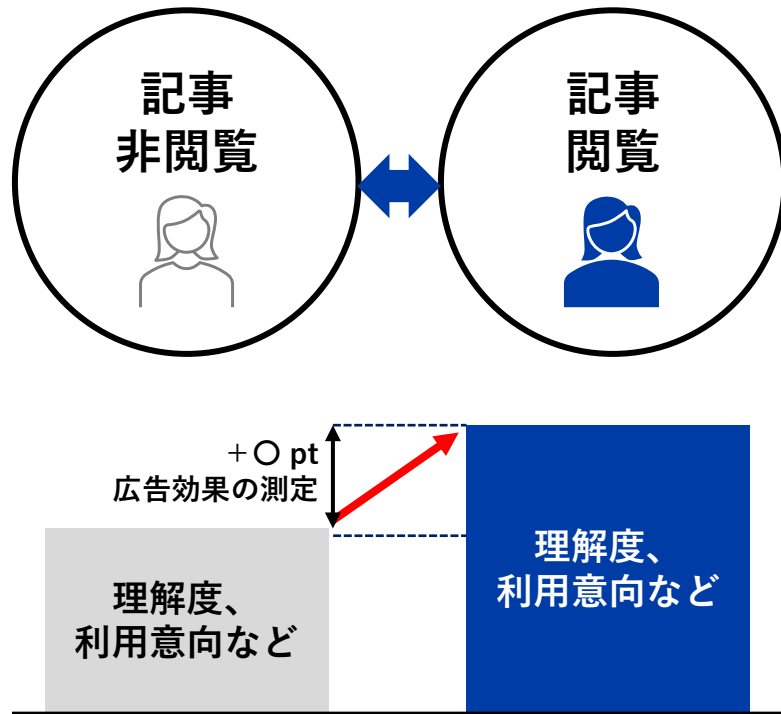 記事
非閲覧
記事
閲覧
+〇 pt
広告効果の測定
理解度、
利用意向など
理解度、
利用意向など